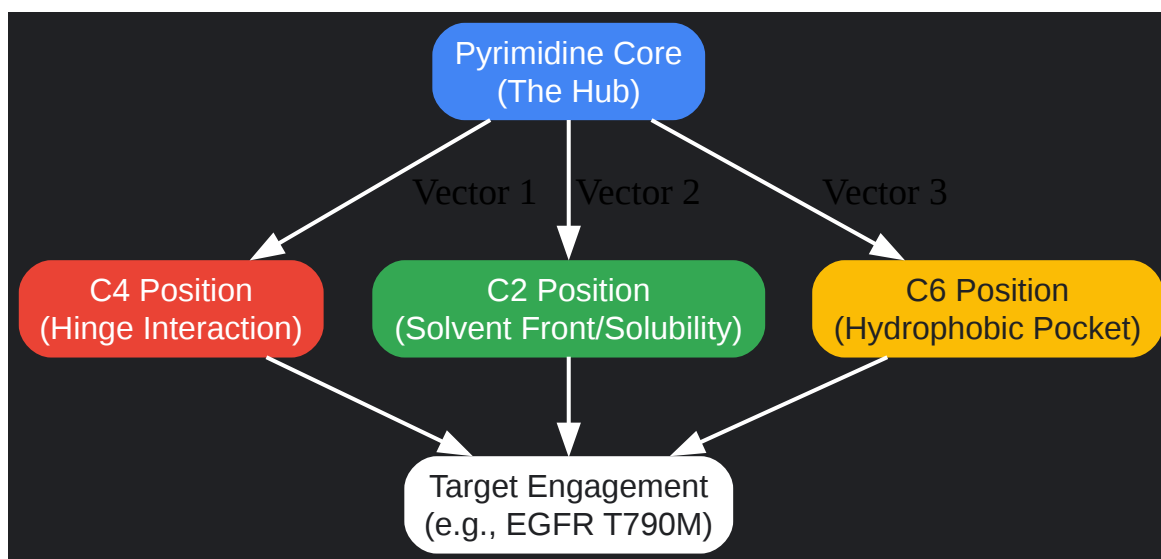 Pyrimidine Core
(The Hub)
Vector 1
Vector 2
Vector 3
C4 Position
(Hinge Interaction)
C2 Position
(Solvent Front/Solubility)
C6 Position
(Hydrophobic Pocket)
Target Engagement
(e.g., EGFR T790M)